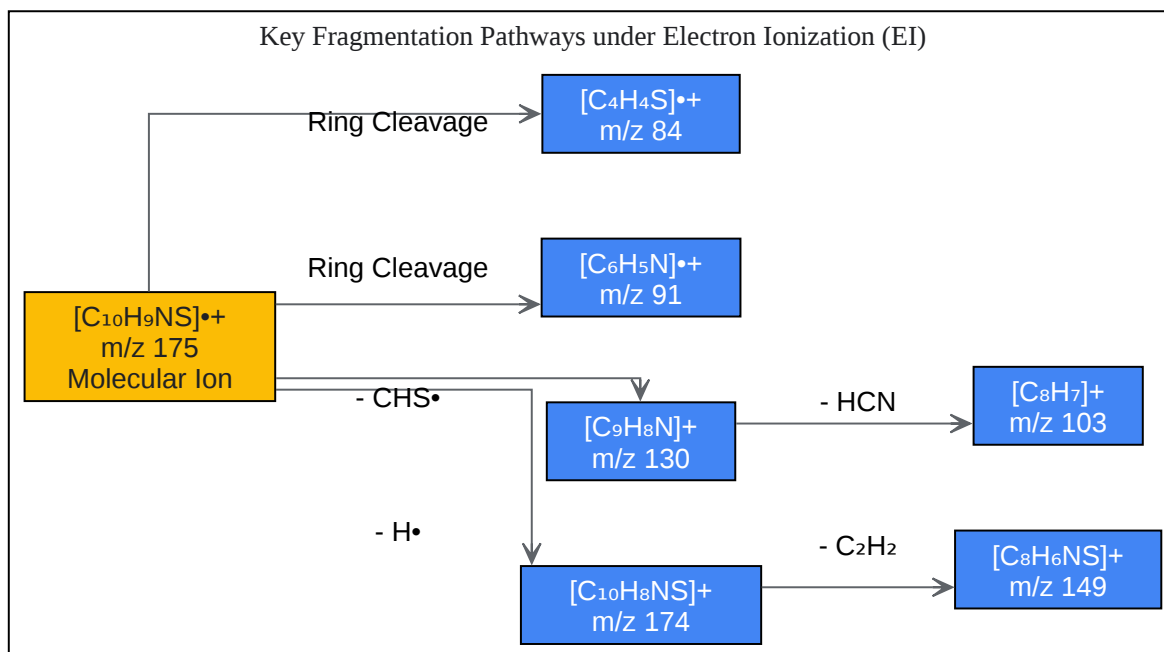 Key Fragmentation Pathways under Electron Ionization (EI)
[C₄H₄S]•+
m/z 84
Ring Cleavage
[C₆H₅N]•+
m/z 91
Ring Cleavage
[C₁₀H₉NS]•+
m/z 175
Molecular Ion
- CHS•
[C₉H₈N]+
m/z 130
- HCN
[C₈H₇]+
m/z 103
- H•
[C₁₀H₈NS]+
m/z 174
- C₂H₂
[C₈H₆NS]+
m/z 149